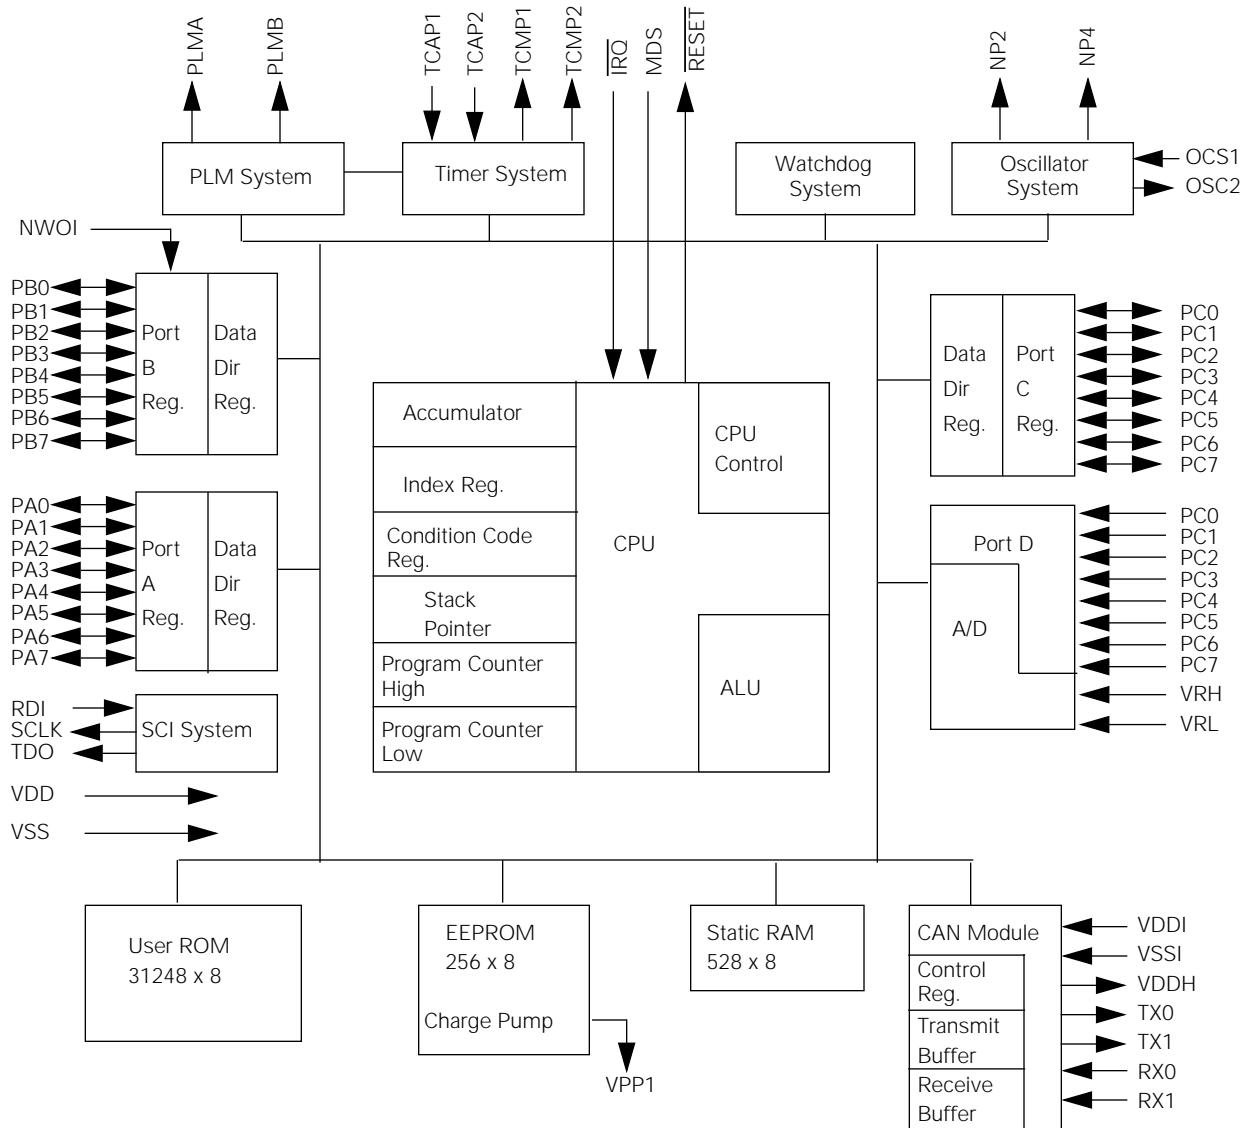 PLMA
PLMB
TCAP1
TCAP2
TCMP1
TCMP2
IRQ
MDS
RESET
NP2
NP4
PLM System
Timer System
Watchdog
System
Oscillator
System
OCS1
OSC2
NWOI
PB0
PB1
PB2
PB3
PB4
PB5
PB6
PB7
Port
B
Reg.
Data
Dir
Reg.
PA0
PA1
PA2
PA3
PA4
PA5
PA6
PA7
Port
A
Reg.
Data
Dir
Reg.
RDI
SCLK
TDO
SCI System
VDD
VSS
Accumulator
Index Reg.
Condition Code
Reg.
Stack
Pointer
Program Counter
High
Program Counter
Low
CPU
CPU
Control
ALU
Data
Dir
Reg.
Port
C
Reg.
PC0
PC1
PC2
PC3
PC4
PC5
PC6
PC7
Port D
A/D
PC0
PC1
PC2
PC3
PC4
PC5
PC6
PC7
VRH
VRL
User ROM
31248 x 8
EEPROM
256 x 8
Charge Pump
VPP1
Static RAM
528 x 8
CAN Module
Control
Reg.
Transmit
Buffer
Receive
Buffer
VDDI
VSSI
VDDH
TX0
TX1
RX0
RX1